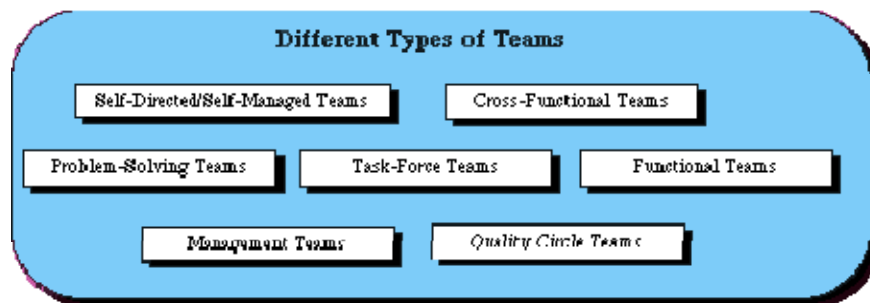 Different Types of Teams
Self-Directed/Self-Managed Teams
Cross-Functional Teams
Problem-Solving Teams
Task-Force Teams
Functional Teams
Management Teams
Quality Circle Teams